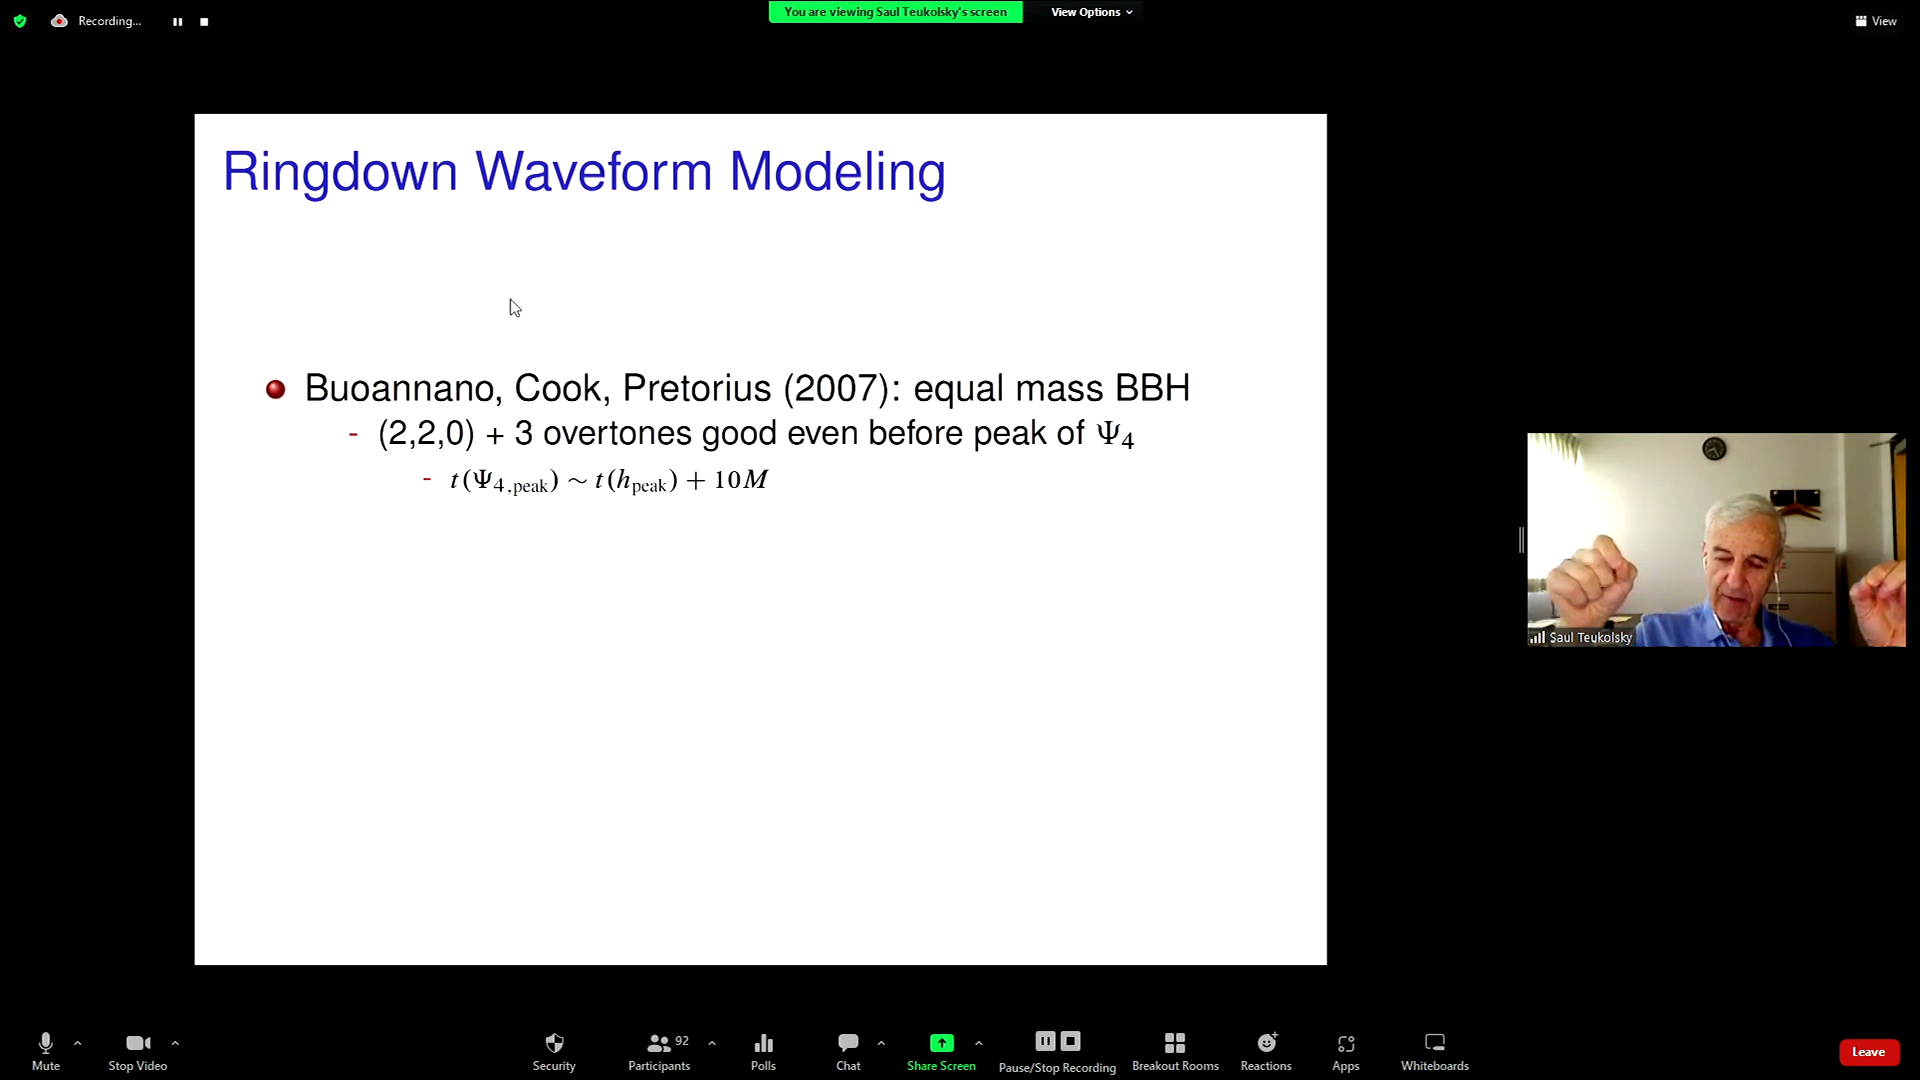 Recording...
You are viewing Saul Teukolsky's screen
View Options
View
Ringdown Waveform Modeling
Buoannano, Cook, Pretorius (2007): equal mass BBH
- (2,2,0) + 3 overtones good even before peak of Ψ₄
- t(Ψ₄,peak) ∼ t(hpeak) + 10M
Saul Teukolsky
Mute
Stop Video
Security
Participants 92
Polls
Chat
Share Screen
Pause/Stop Recording
Breakout Rooms
Reactions
Apps
Whiteboards
Leave